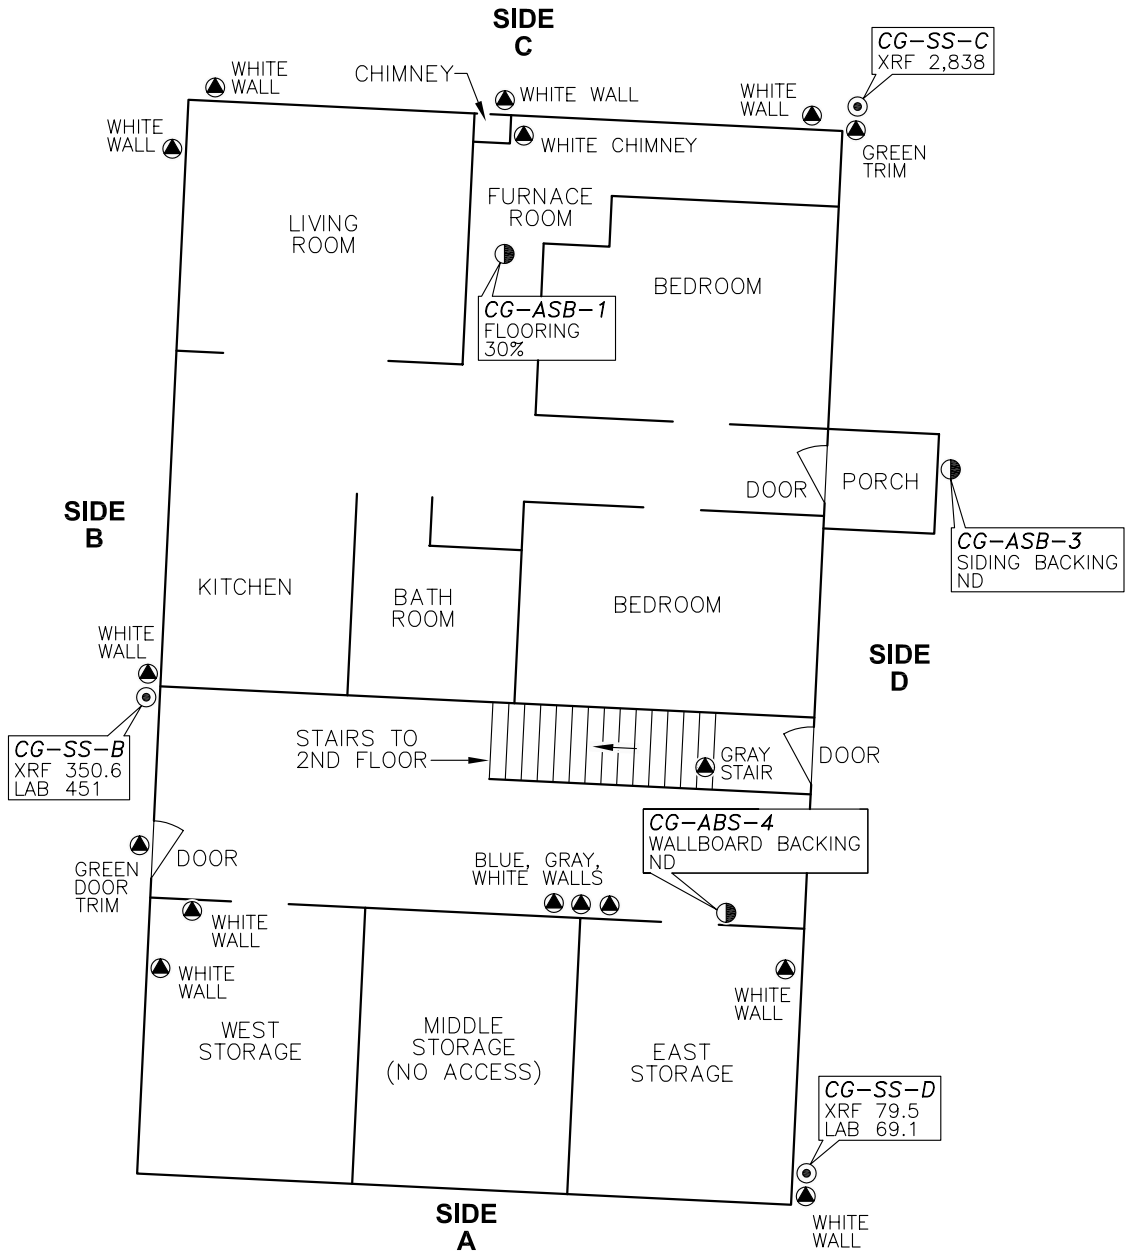 SIDE
C
CG-SS-C
XRF 2,838
WHITE
WALL
CHIMNEY
WHITE WALL
WHITE
WALL
WHITE
WALL
WHITE CHIMNEY
GREEN
TRIM
FURNACE
ROOM
LIVING
ROOM
BEDROOM
CG-ASB-1
FLOORING
30%
SIDE
B
DOOR
PORCH
CG-ASB-3
SIDING BACKING
ND
KITCHEN
BATH
ROOM
BEDROOM
WHITE
WALL
SIDE
D
CG-SS-B
XRF 350.6
LAB 451
STAIRS TO
2ND FLOOR
GRAY
STAIR
DOOR
CG-ABS-4
WALLBOARD BACKING
ND
GREEN
DOOR
TRIM
DOOR
BLUE, GRAY,
WHITE WALLS
WHITE
WALL
WHITE
WALL
WHITE
WALL
WEST
STORAGE
MIDDLE
STORAGE
(NO ACCESS)
EAST
STORAGE
CG-SS-D
XRF 79.5
LAB 69.1
SIDE
A
WHITE
WALL